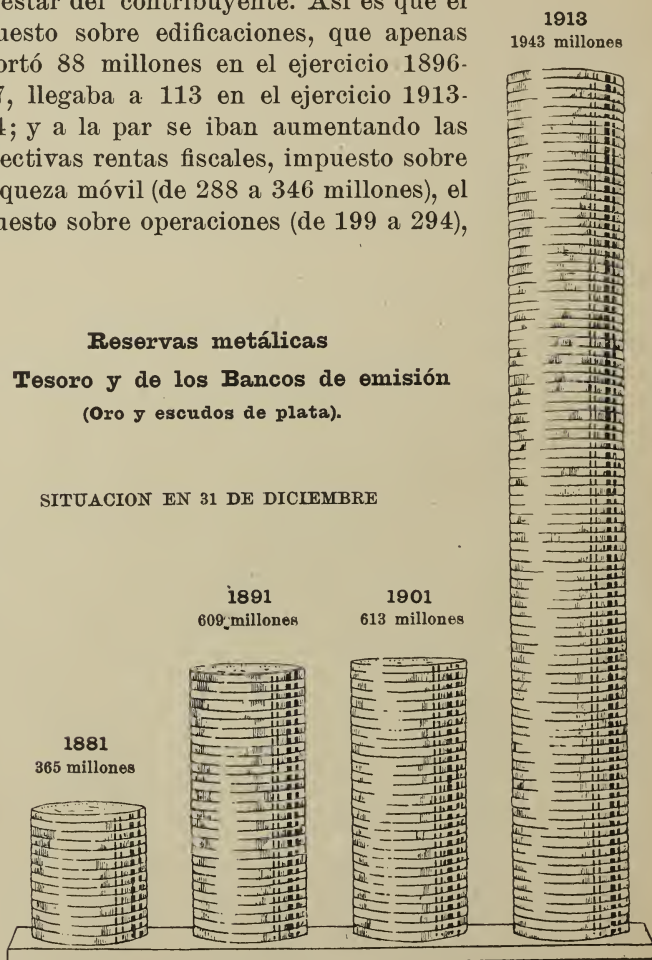 estar del contribuyente. Así es que el
uesto sobre edificaciones, que apenas
ortó 88 millones en el ejercicio 1896-
7, llegaba a 113 en el ejercicio 1913-
4; y a la par se iban aumentando las
ectivas rentas fiscales, impuesto sobre
queza móvil (de 288 a 346 millones), el
uesto sobre operaciones (de 199 a 294),
Reservas metálicas
Tesoro y de los Bancos de emisión
(Oro y escudos de plata).
SITUACION EN 31 DE DICIEMBRE
1881
365 millones
1891
609 millones
1901
613 millones
1913
1943 millones